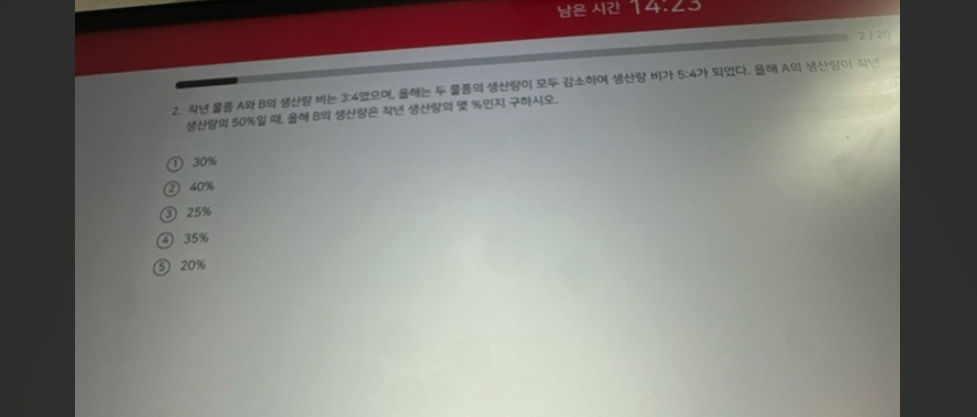 남은 시간 14:23
2 / 20
2. 작년 물품 A와 B의 생산량 비는 3:4였으며, 올해는 두 물품의 생산량이 모두 감소하여 생산량 비가 5:4가 되었다. 올해 A의 생산량이 작년
생산량의 50%일 때, 올해 B의 생산량은 작년 생산량의 몇 %인지 구하시오.
① 30%
② 40%
③ 25%
④ 35%
⑤ 20%